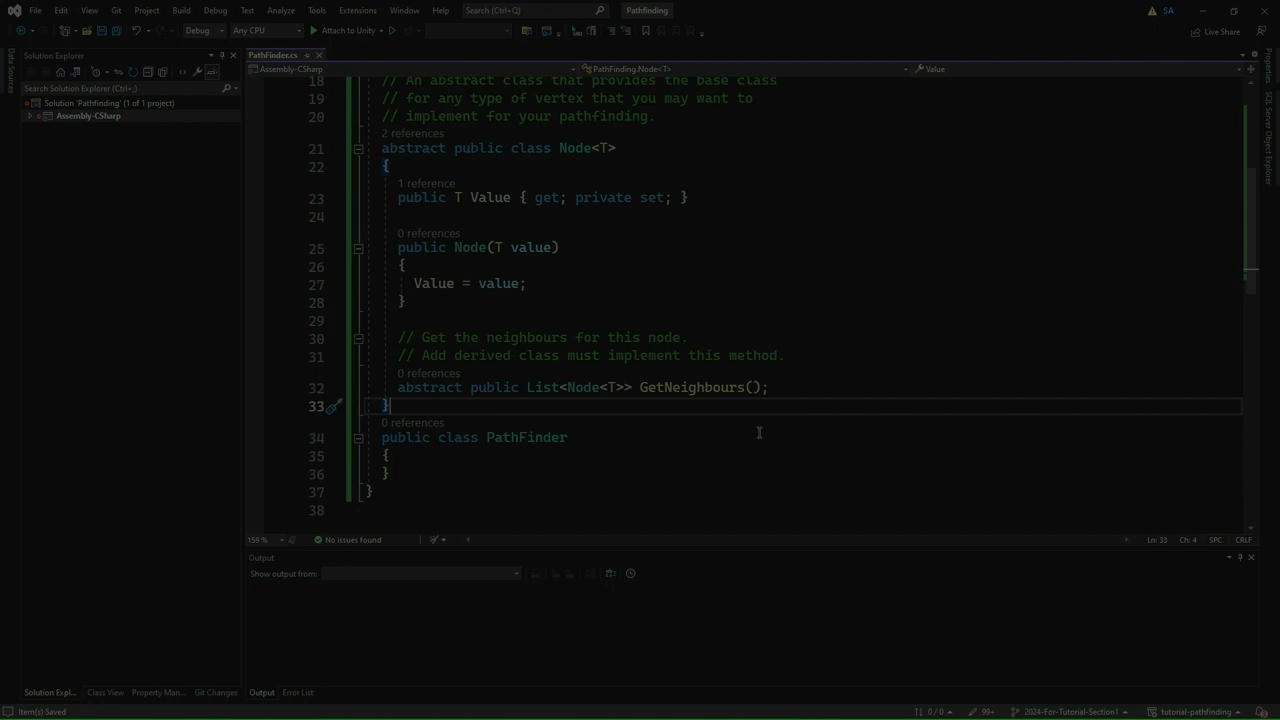 File Edit View Git Project Build Debug Test Analyze Tools Extensions Window Help Search (Ctrl+Q) Pathfinding SA
Debug Any CPU Attach to Unity Live Share
Data Sources
Solution Explorer
Search Solution Explorer (Ctrl+;)
Solution 'Pathfinding' (1 of 1 project)
Assembly-CSharp
PathFinder.cs
Assembly-CSharp PathFinding.Node<T> Value
18 // An abstract class that provides the base class
19 // for any type of vertex that you may want to
20 // implement for your pathfinding.
2 references
21 abstract public class Node<T>
22 {
1 reference
23 public T Value { get; private set; }
24
0 references
25 public Node(T value)
26 {
27 Value = value;
28 }
29
30 // Get the neighbours for this node.
31 // Add derived class must implement this method.
0 references
32 abstract public List<Node<T>> GetNeighbours();
33 }
0 references
34 public class PathFinder
35 {
36 }
37 }
38
159 % No issues found Ln: 33 Ch: 4 SPC CRLF
Output
Show output from:
Properties
SQL Server Object Explorer
Solution Expl... Class View Property Man... Git Changes Output Error List
Item(s) Saved 0 / 0 99+ 2024-For-Tutorial-Section1 tutorial-pathfinding